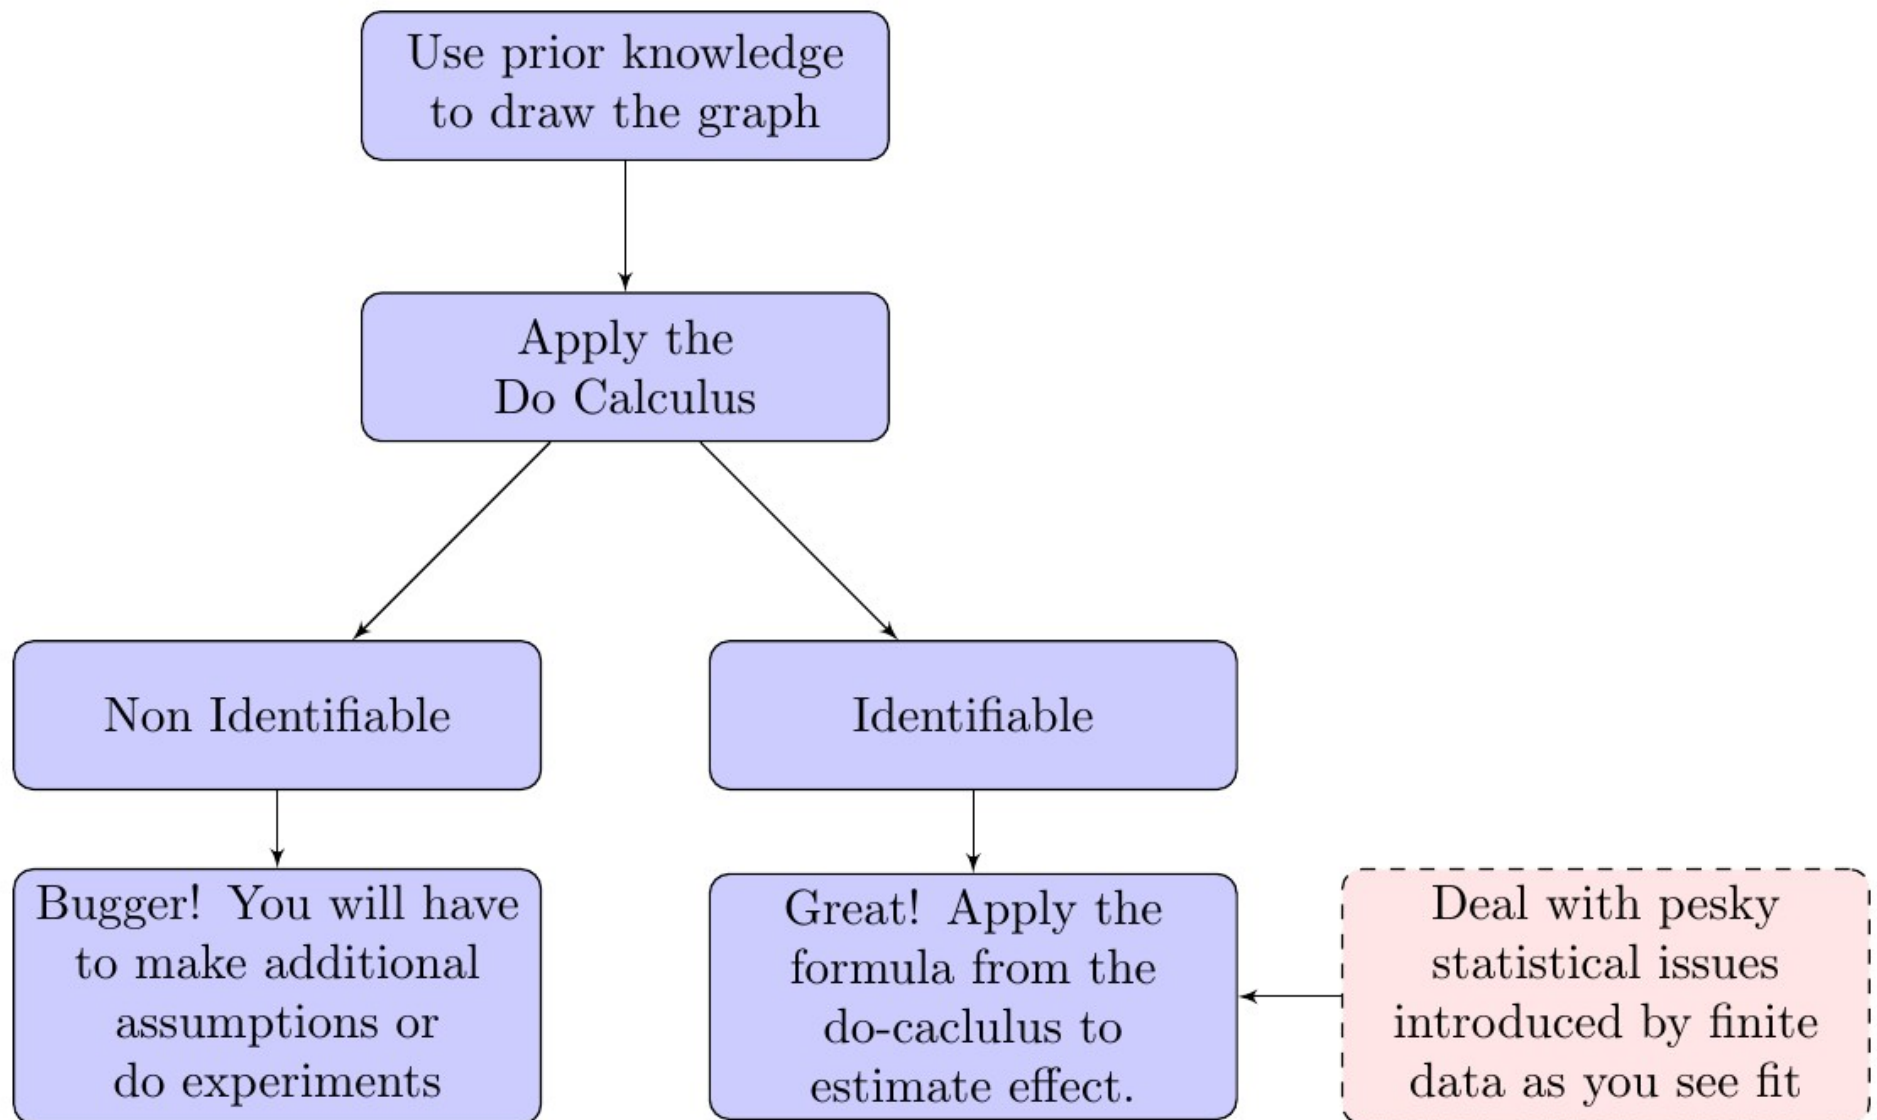 Use prior knowledge
to draw the graph
Apply the
Do Calculus
Non Identifiable
Identifiable
Bugger! You will have
to make additional
assumptions or
do experiments
Great! Apply the
formula from the
do-caclulus to
estimate effect.
Deal with pesky
statistical issues
introduced by finite
data as you see fit